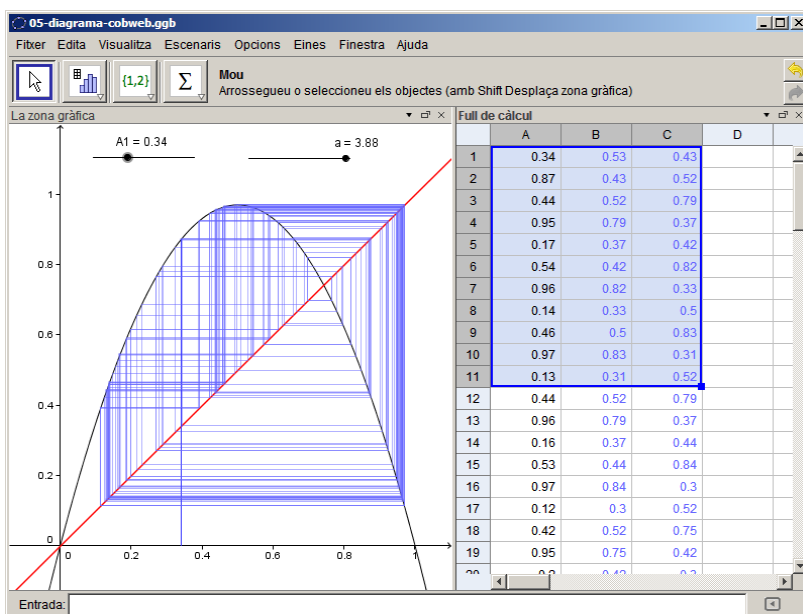 05-diagrama-cobweb.ggb
Fitxer Edita Visualitza Escenaris Opcions Eines Finestra Ajuda
{1,2} Σ
Mou
Arrossegueu o seleccioneu els objectes (amb Shift Desplaça zona gràfica)
La zona gràfica
A1 = 0.34 a = 3.88
1
0.8
0.6
0.4
0.2
0
0 0.2 0.4 0.6 0.8 1
Full de càlcul
A B C D
1 0.34 0.53 0.43
2 0.87 0.43 0.52
3 0.44 0.52 0.79
4 0.95 0.79 0.37
5 0.17 0.37 0.42
6 0.54 0.42 0.82
7 0.96 0.82 0.33
8 0.14 0.33 0.5
9 0.46 0.5 0.83
10 0.97 0.83 0.31
11 0.13 0.31 0.52
12 0.44 0.52 0.79
13 0.96 0.79 0.37
14 0.16 0.37 0.44
15 0.53 0.44 0.84
16 0.97 0.84 0.3
17 0.12 0.3 0.52
18 0.42 0.52 0.75
19 0.95 0.75 0.42
Entrada: